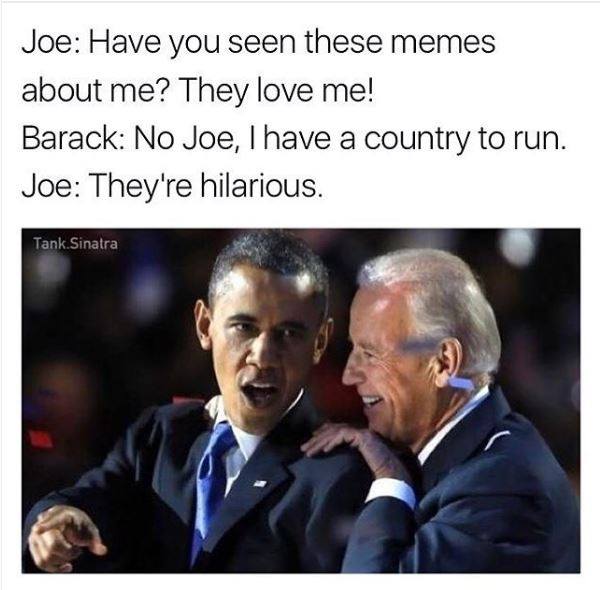 Joe: Have you seen these memes
about me? They love me!
Barack: No Joe, I have a country to run.
Joe: They're hilarious.
Tank.Sinatra